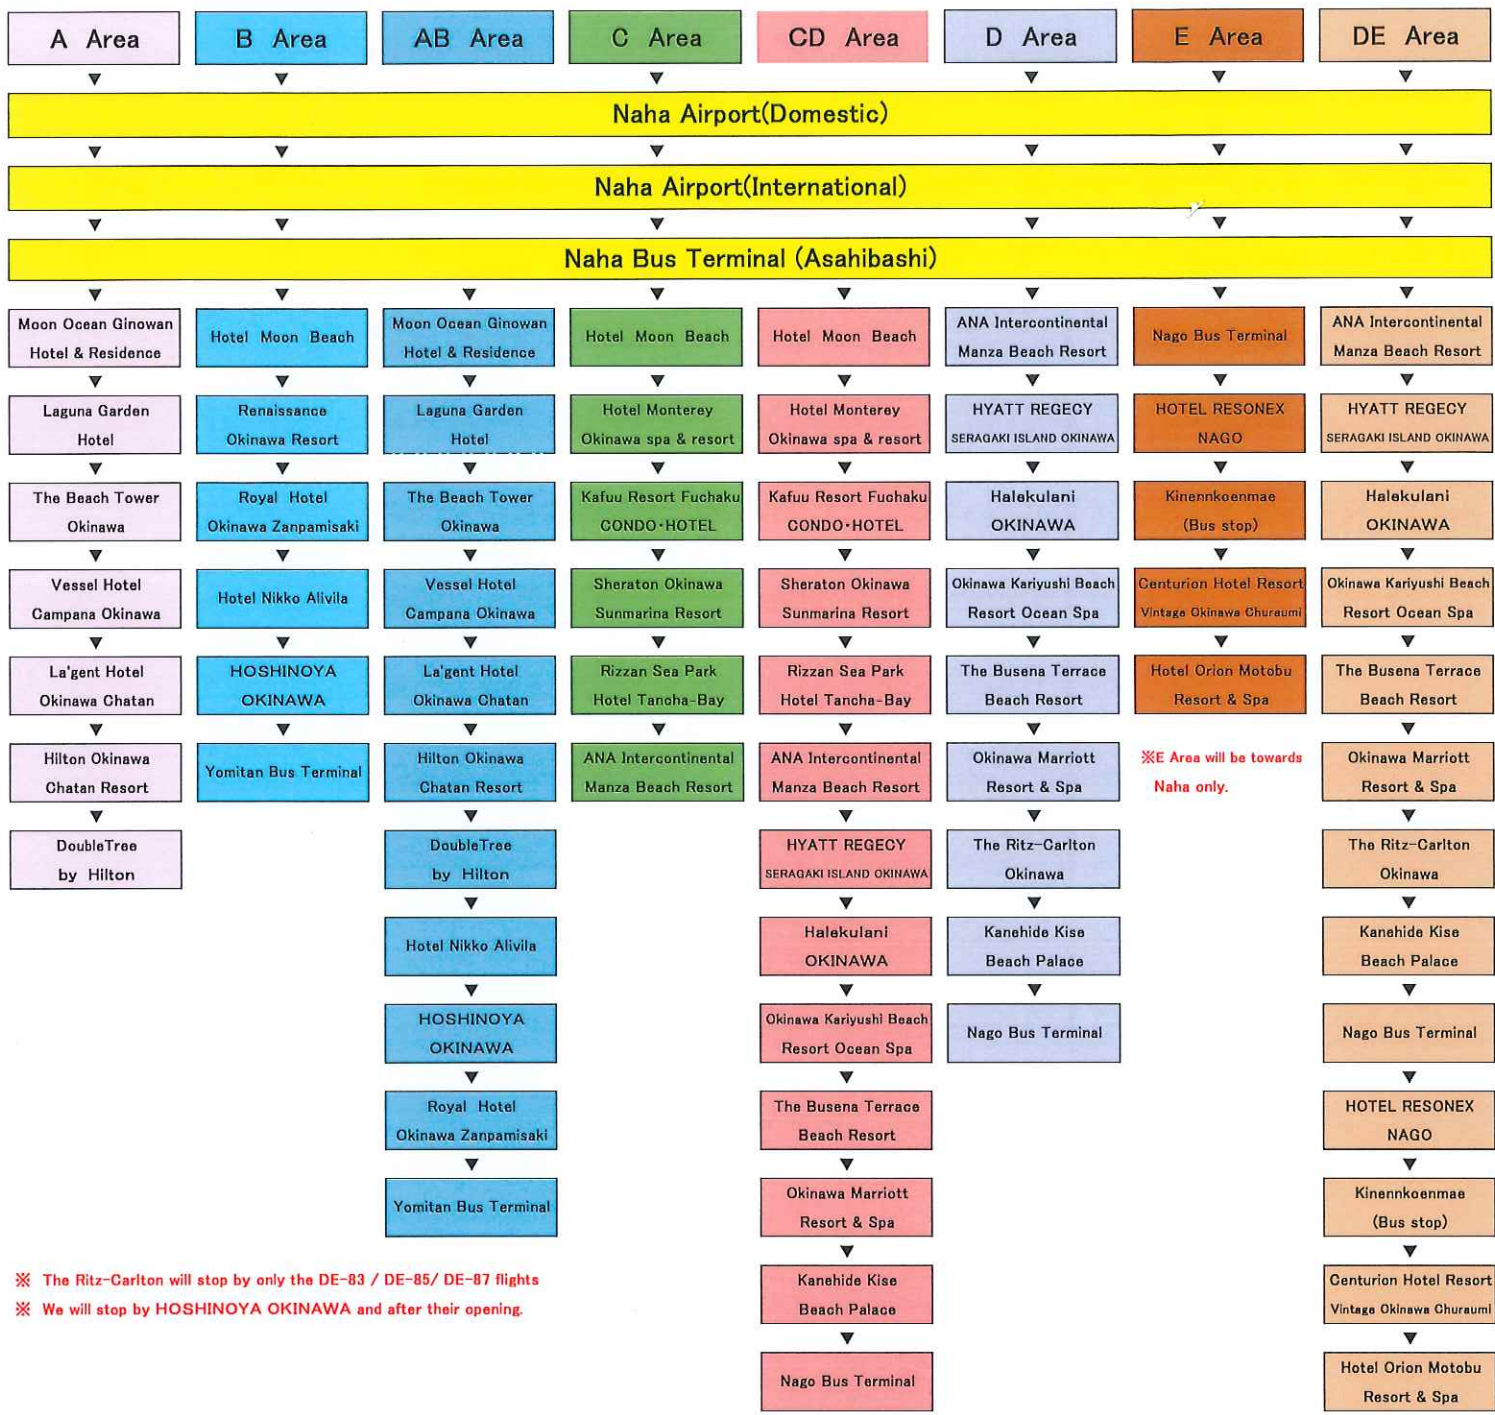 A Area
B Area
AB Area
C Area
CD Area
D Area
E Area
DE Area
Naha Airport(Domestic)
Naha Airport(International)
Naha Bus Terminal (Asahibashi)
Moon Ocean Ginowan
Hotel & Residence
Laguna Garden
Hotel
The Beach Tower
Okinawa
Vessel Hotel
Campana Okinawa
La'gent Hotel
Okinawa Chatan
Hilton Okinawa
Chatan Resort
DoubleTree
by Hilton
Hotel Moon Beach
Renaissance
Okinawa Resort
Royal Hotel
Okinawa Zanpamisaki
Hotel Nikko Alivila
HOSHINOYA
OKINAWA
Yomitan Bus Terminal
Moon Ocean Ginowan
Hotel & Residence
Laguna Garden
Hotel
The Beach Tower
Okinawa
Vessel Hotel
Campana Okinawa
La'gent Hotel
Okinawa Chatan
Hilton Okinawa
Chatan Resort
DoubleTree
by Hilton
Hotel Nikko Alivila
HOSHINOYA
OKINAWA
Royal Hotel
Okinawa Zanpamisaki
Yomitan Bus Terminal
Hotel Moon Beach
Hotel Monterey
Okinawa spa & resort
Kafuu Resort Fuchaku
CONDO・HOTEL
Sheraton Okinawa
Sunmarina Resort
Rizzan Sea Park
Hotel Tancha-Bay
ANA Intercontinental
Manza Beach Resort
Hotel Moon Beach
Hotel Monterey
Okinawa spa & resort
Kafuu Resort Fuchaku
CONDO・HOTEL
Sheraton Okinawa
Sunmarina Resort
Rizzan Sea Park
Hotel Tancha-Bay
ANA Intercontinental
Manza Beach Resort
HYATT REGECY
SERAGAKI ISLAND OKINAWA
Halekulani
OKINAWA
Okinawa Kariyushi Beach
Resort Ocean Spa
The Busena Terrace
Beach Resort
Okinawa Marriott
Resort & Spa
Kanehide Kise
Beach Palace
Nago Bus Terminal
ANA Intercontinental
Manza Beach Resort
HYATT REGECY
SERAGAKI ISLAND OKINAWA
Halekulani
OKINAWA
Okinawa Kariyushi Beach
Resort Ocean Spa
The Busena Terrace
Beach Resort
Okinawa Marriott
Resort & Spa
The Ritz-Carlton
Okinawa
Kanehide Kise
Beach Palace
Nago Bus Terminal
Nago Bus Terminal
HOTEL RESONEX
NAGO
Kinennkoenmae
(Bus stop)
Centurion Hotel Resort
Vintage Okinawa Churaumi
Hotel Orion Motobu
Resort & Spa
※E Area will be towards
Naha only.
ANA Intercontinental
Manza Beach Resort
HYATT REGECY
SERAGAKI ISLAND OKINAWA
Halekulani
OKINAWA
Okinawa Kariyushi Beach
Resort Ocean Spa
The Busena Terrace
Beach Resort
Okinawa Marriott
Resort & Spa
The Ritz-Carlton
Okinawa
Kanehide Kise
Beach Palace
Nago Bus Terminal
HOTEL RESONEX
NAGO
Kinennkoenmae
(Bus stop)
Centurion Hotel Resort
Vintage Okinawa Churaumi
Hotel Orion Motobu
Resort & Spa
※ The Ritz-Carlton will stop by only the DE-83 / DE-85/ DE-87 flights
※ We will stop by HOSHINOYA OKINAWA and after their opening.